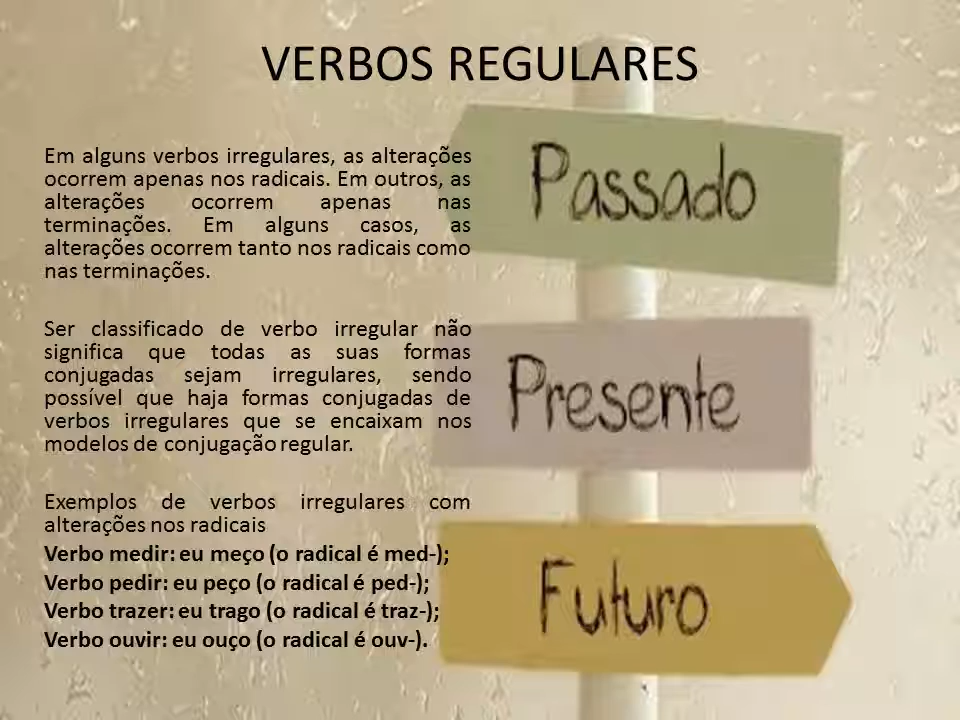 VERBOS REGULARES
Em alguns verbos irregulares, as alterações
ocorrem apenas nos radicais. Em outros, as
alterações ocorrem apenas nas
terminações. Em alguns casos, as
alterações ocorrem tanto nos radicais como
nas terminações.
Ser classificado de verbo irregular não
significa que todas as suas formas
conjugadas sejam irregulares, sendo
possível que haja formas conjugadas de
verbos irregulares que se encaixam nos
modelos de conjugação regular.
Exemplos de verbos irregulares com
alterações nos radicais
Verbo medir: eu meço (o radical é med-);
Verbo pedir: eu peço (o radical é ped-);
Verbo trazer: eu trago (o radical é traz-);
Verbo ouvir: eu ouço (o radical é ouv-).
Passado
Presente
Futuro